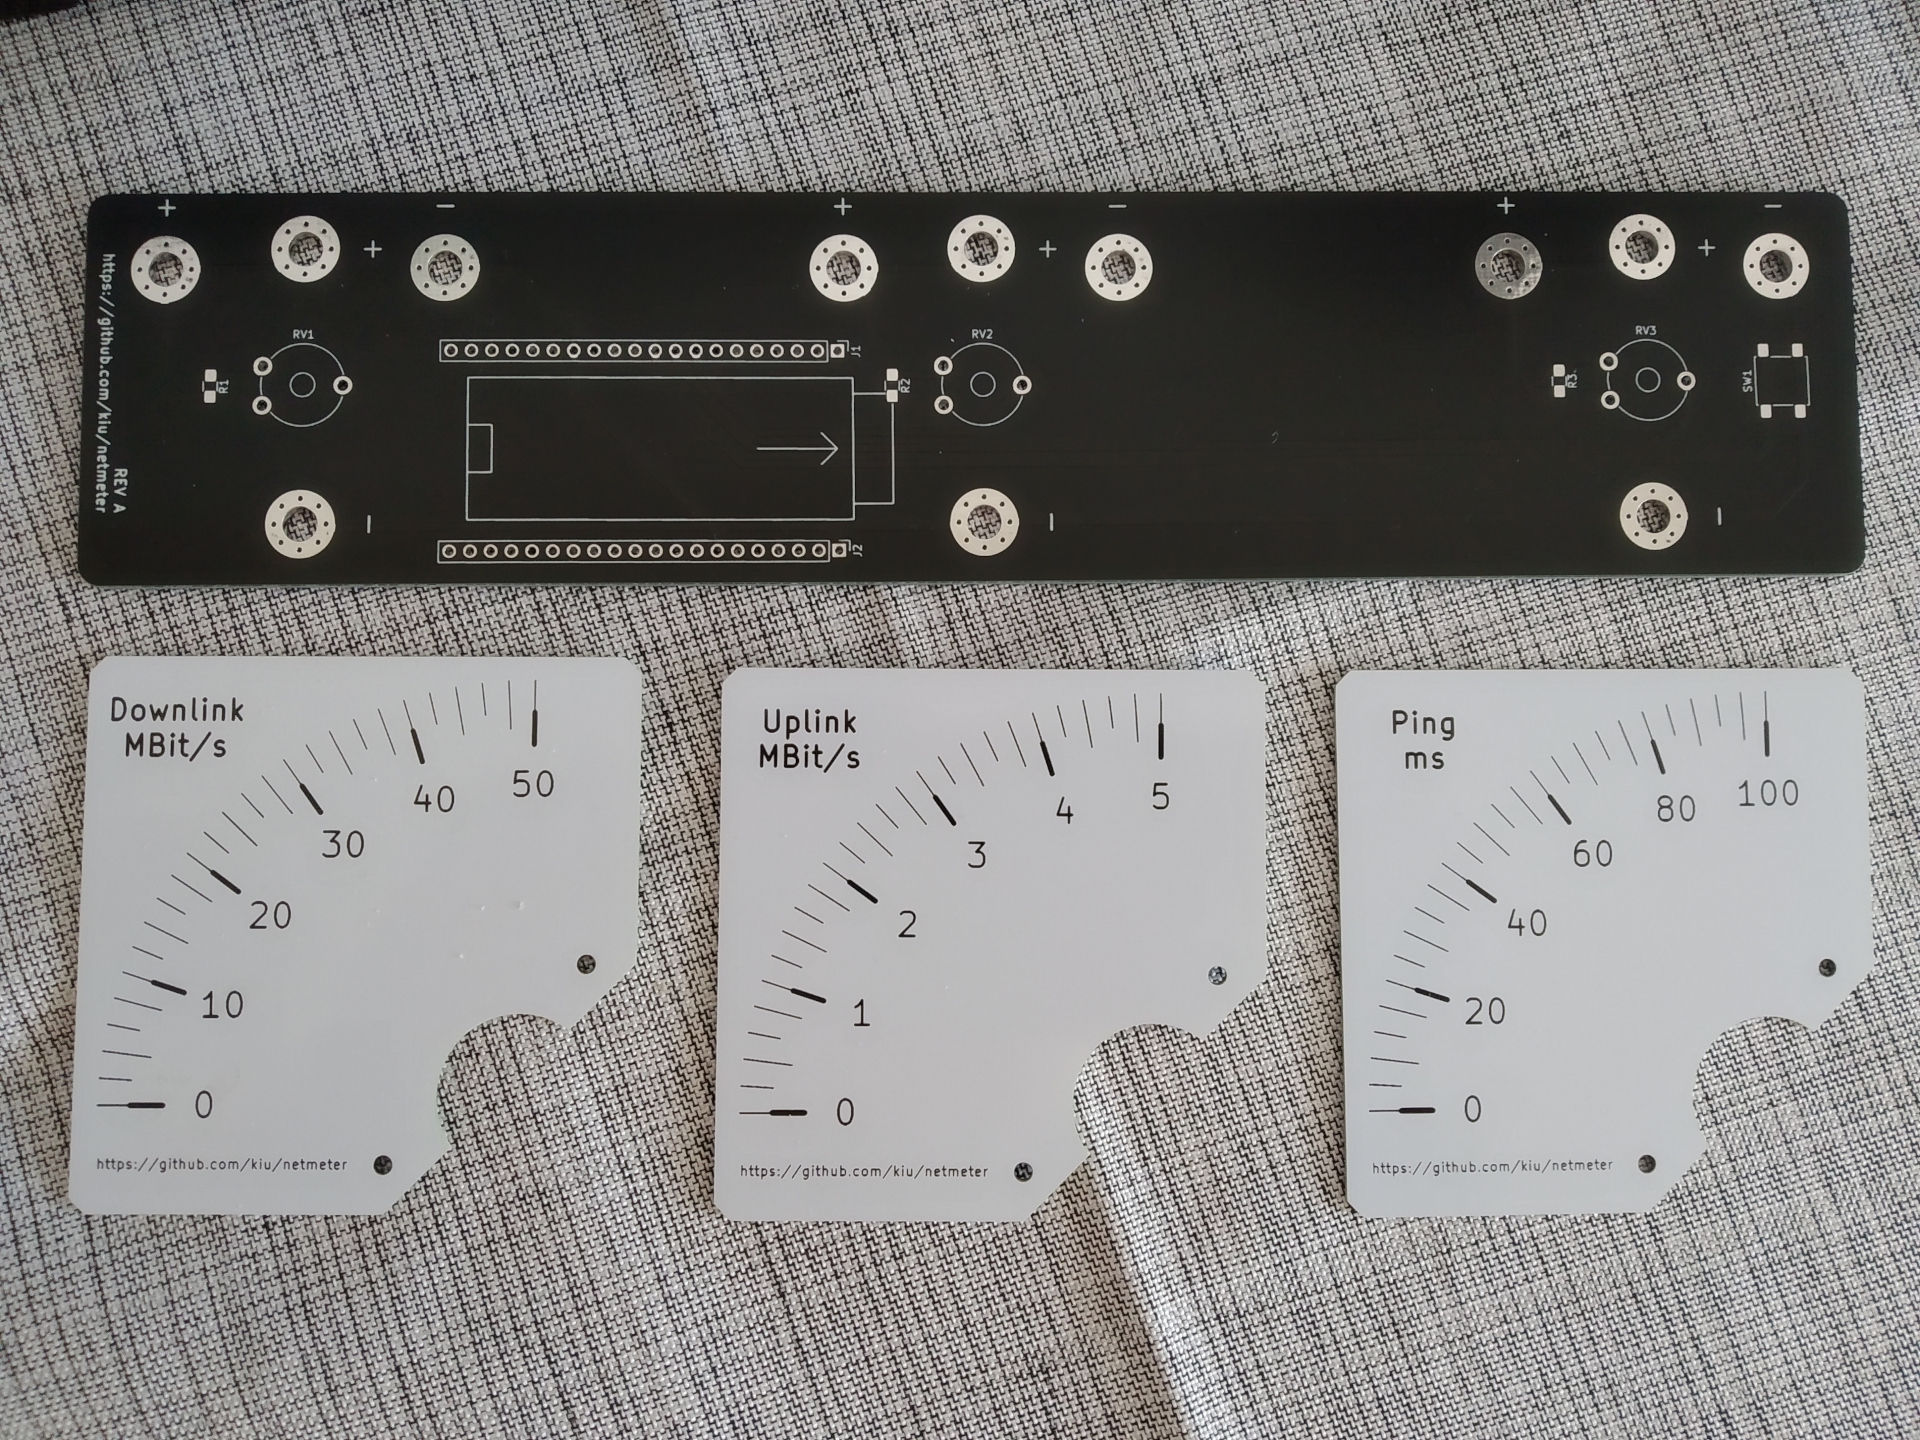 +
-
+
-
+
-
+
+
+
https://github.com/kiu/netmeter
REV A
RV1
R1
J1
RV2
R2
RV3
R3
SW1
J2
-
-
-
Downlink
MBit/s
0
10
20
30
40
50
https://github.com/kiu/netmeter
Uplink
MBit/s
0
1
2
3
4
5
https://github.com/kiu/netmeter
Ping
ms
0
20
40
60
80
100
https://github.com/kiu/netmeter